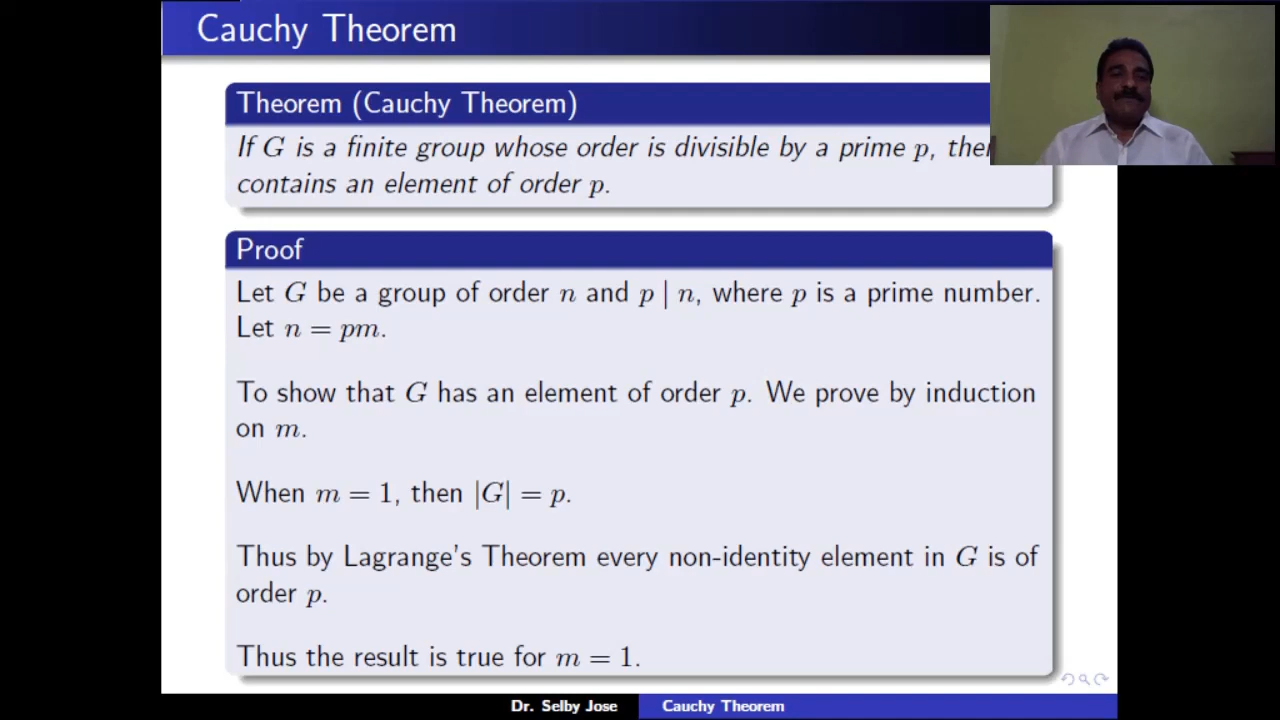 Cauchy Theorem
Theorem (Cauchy Theorem)
If G is a finite group whose order is divisible by a prime p,
contains an element of order p.
Proof
Let G be a group of order n and p | n, where p is a prime number.
Let n = pm.
To show that G has an element of order p. We prove by induction
on m.
When m = 1, then |G| = p.
Thus by Lagrange's Theorem every non-identity element in G is of
order p.
Thus the result is true for m = 1.
Dr. Selby Jose
Cauchy Theorem